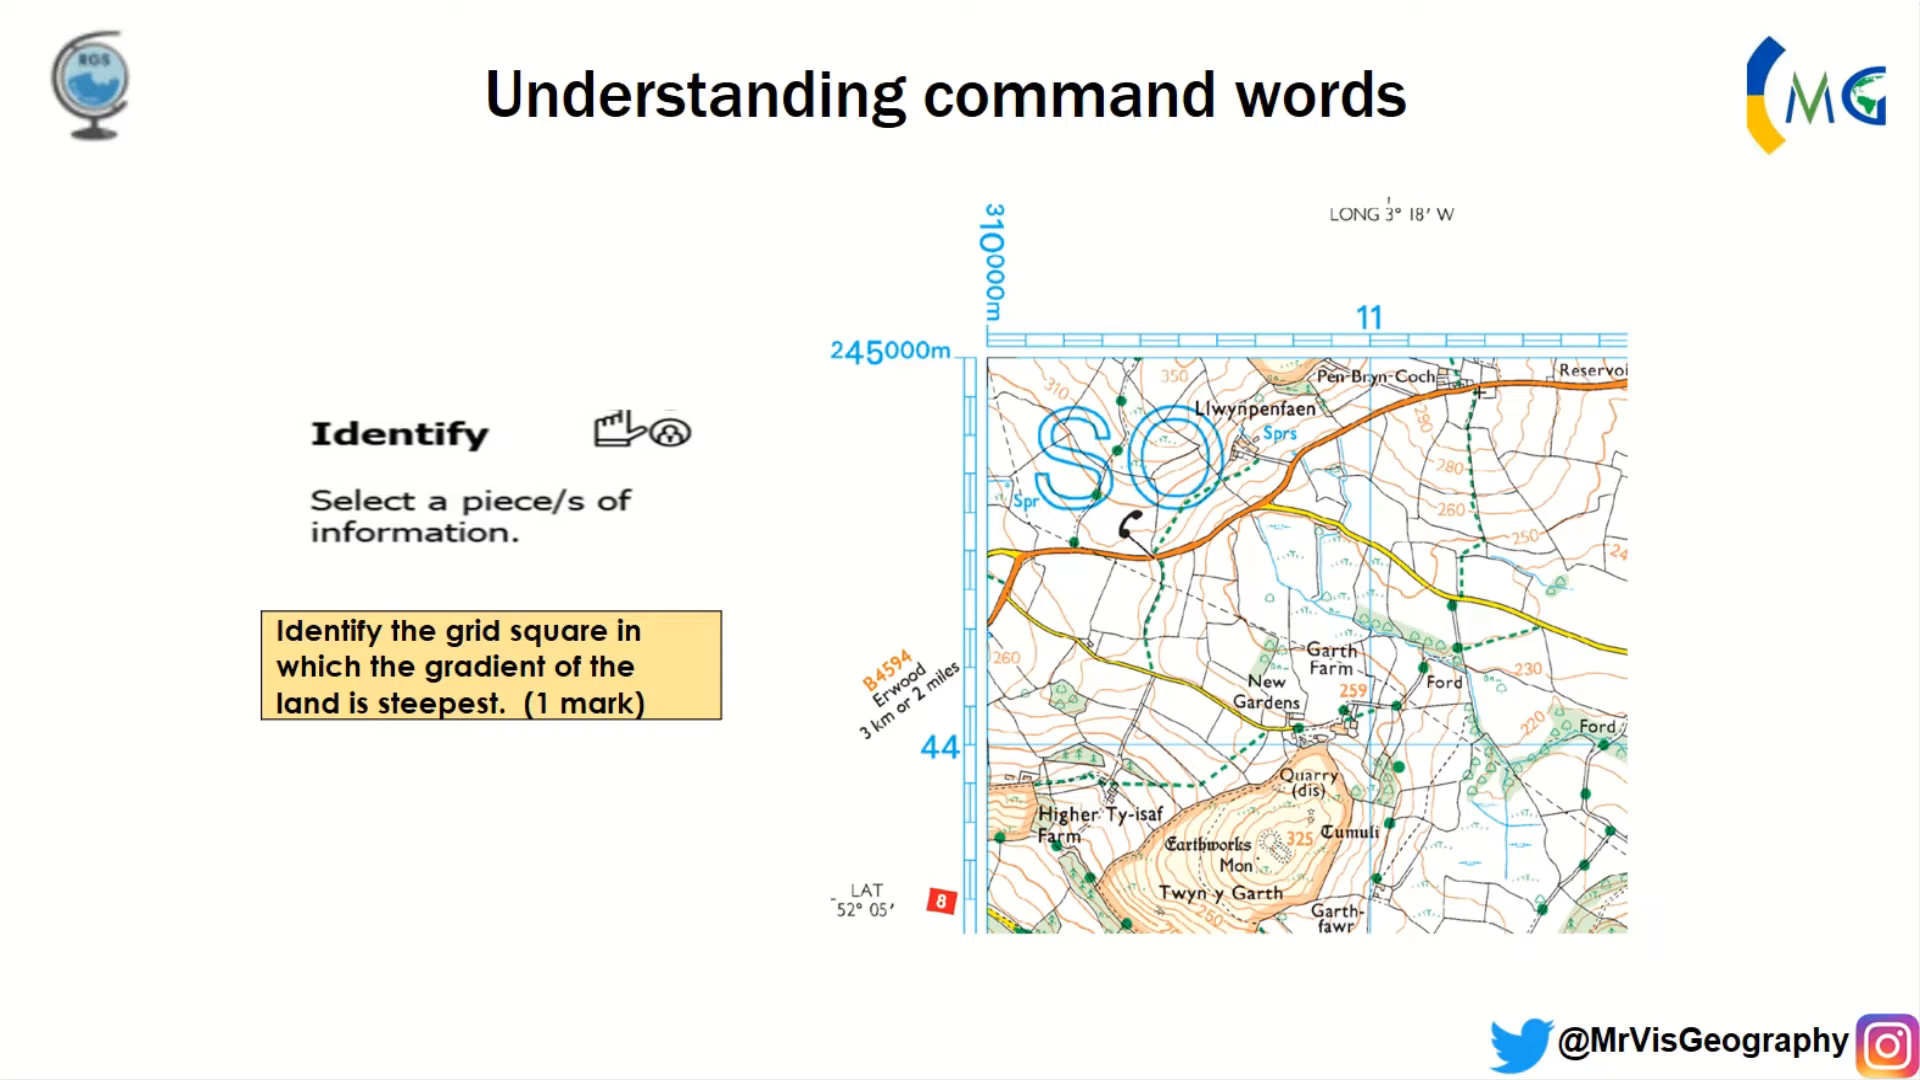 RGS
Understanding command words
MG
LONG 3° 18′ W
310000m
11
245000m
Identify
Select a piece/s of
information.
Identify the grid square in
which the gradient of the
land is steepest. (1 mark)
350
310
Pen-Bryn-Coch
Reservoi
Llwynpenfaen
Sprs
290
SO
280
Spr
260
250
24
B4594
Erwood
3 km or 2 miles
260
Garth
Farm
259
New
Gardens
Ford
230
220
Ford
44
Quarry
(dis)
Higher Ty-isaf
Farm
Earthworks
325
Tumuli
Mon
Twyn y Garth
250
Garth-
fawr
LAT
52° 05′
8
@MrVisGeography